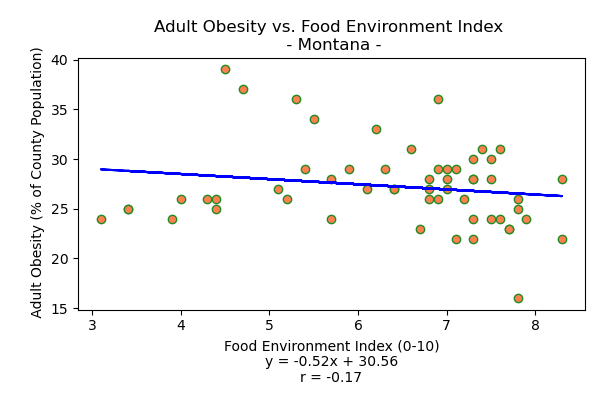 Adult Obesity vs. Food Environment Index
- Montana -
Adult Obesity (% of County Population)
40
35
30
25
20
15
3 4 5 6 7 8
Food Environment Index (0-10)
y = -0.52x + 30.56
r = -0.17